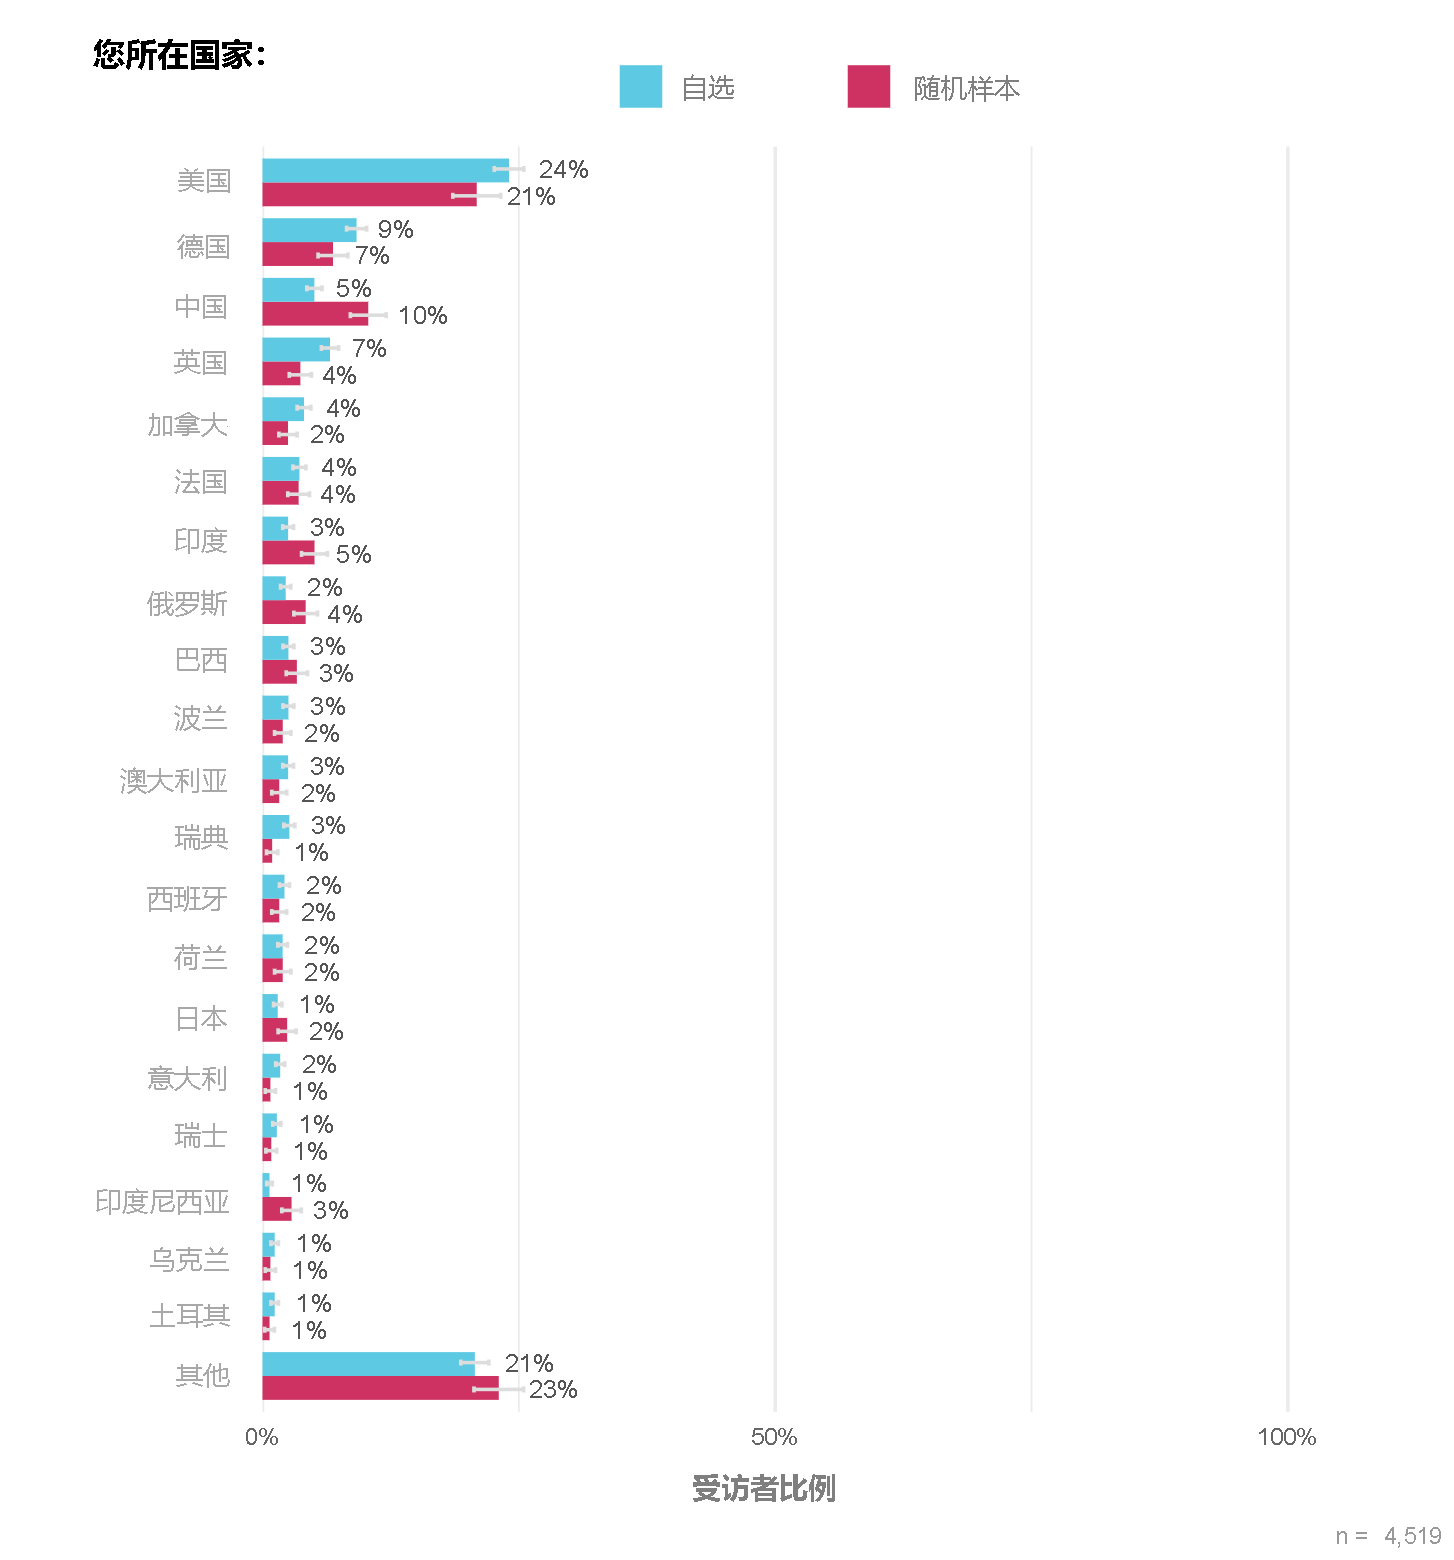 您所在国家：
自选 随机样本
美国 24%
21%
德国 9%
7%
中国 5%
10%
英国 7%
4%
加拿大 4%
2%
法国 4%
4%
印度 3%
5%
俄罗斯 2%
4%
巴西 3%
3%
波兰 3%
2%
澳大利亚 3%
2%
瑞典 3%
1%
西班牙 2%
2%
荷兰 2%
2%
日本 1%
2%
意大利 2%
1%
瑞士 1%
1%
印度尼西亚 1%
3%
乌克兰 1%
1%
土耳其 1%
1%
其他 21%
23%
0% 50% 100%
受访者比例
n = 4,519